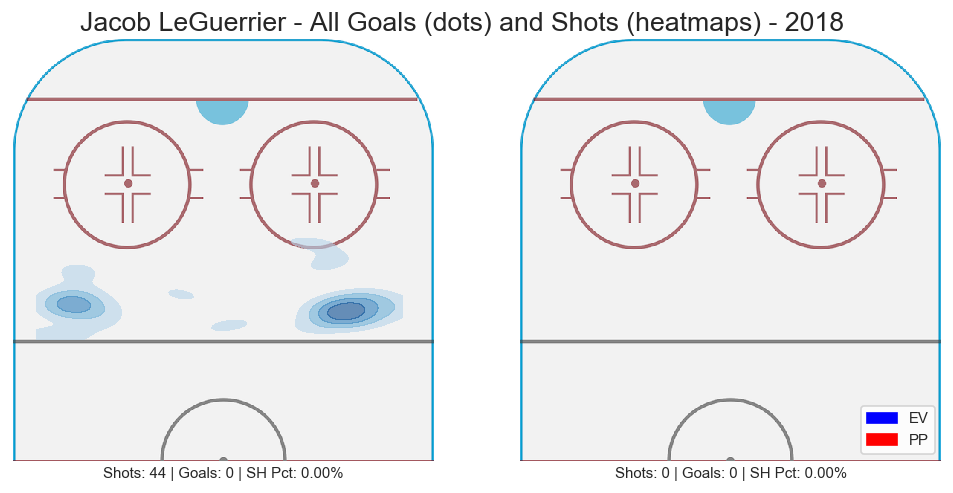 Jacob LeGuerrier - All Goals (dots) and Shots (heatmaps) - 2018
EV
PP
Shots: 44 | Goals: 0 | SH Pct: 0.00%
Shots: 0 | Goals: 0 | SH Pct: 0.00%